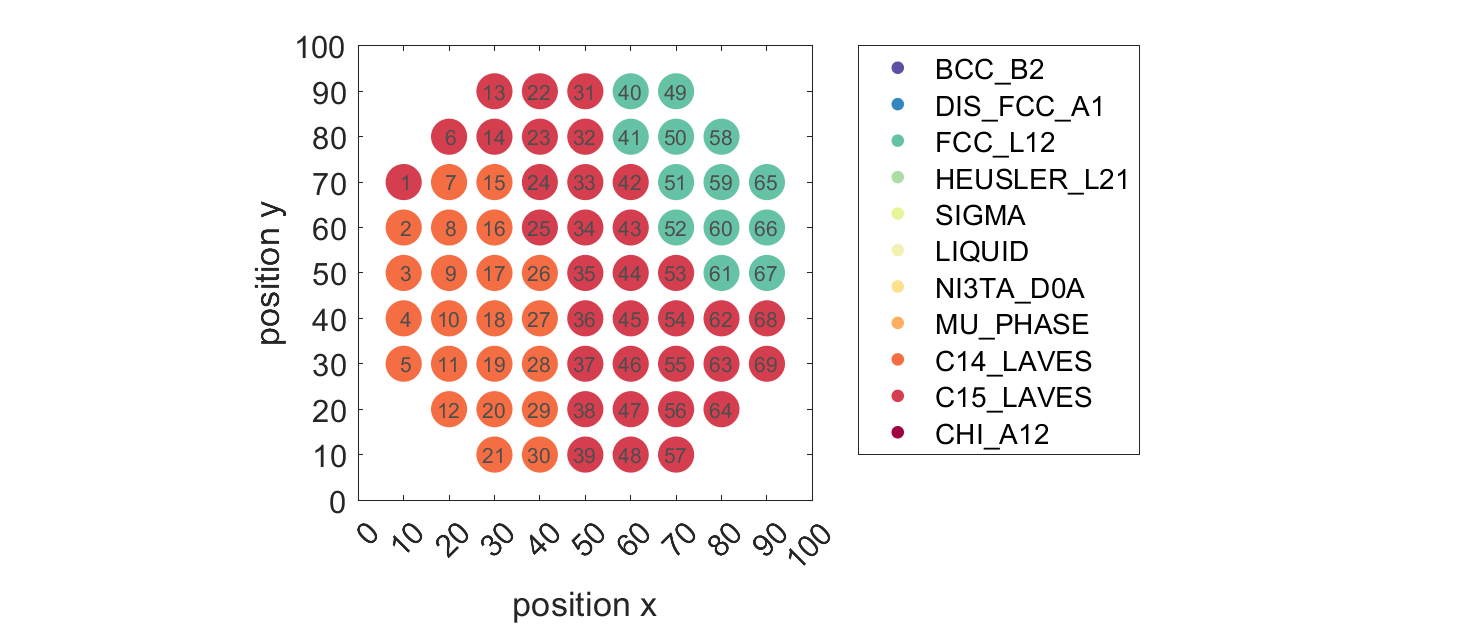 100
90
80
70
60
50
40
30
20
10
0
position y
13 22 31 40 49
6 14 23 32 41 50 58
1 7 15 24 33 42 51 59 65
2 8 16 25 34 43 52 60 66
3 9 17 26 35 44 53 61 67
4 10 18 27 36 45 54 62 68
5 11 19 28 37 46 55 63 69
12 20 29 38 47 56 64
21 30 39 48 57
0 10 20 30 40 50 60 70 80 90 100
position x
BCC_B2
DIS_FCC_A1
FCC_L12
HEUSLER_L21
SIGMA
LIQUID
NI3TA_D0A
MU_PHASE
C14_LAVES
C15_LAVES
CHI_A12